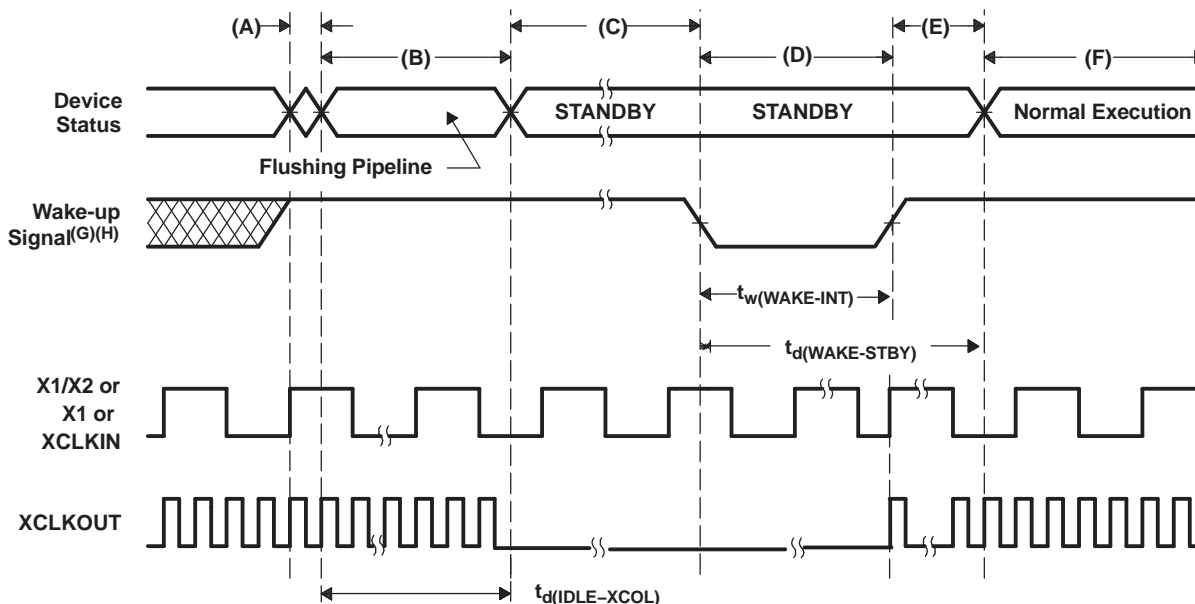 (A)
(C)
(E)
(B)
(D)
(F)
Device
Status
STANDBY
STANDBY
Normal Execution
Flushing Pipeline
Wake-up
Signal(G)(H)
tw(WAKE-INT)
td(WAKE-STBY)
X1/X2 or
X1 or
XCLKIN
XCLKOUT
td(IDLE−XCOL)